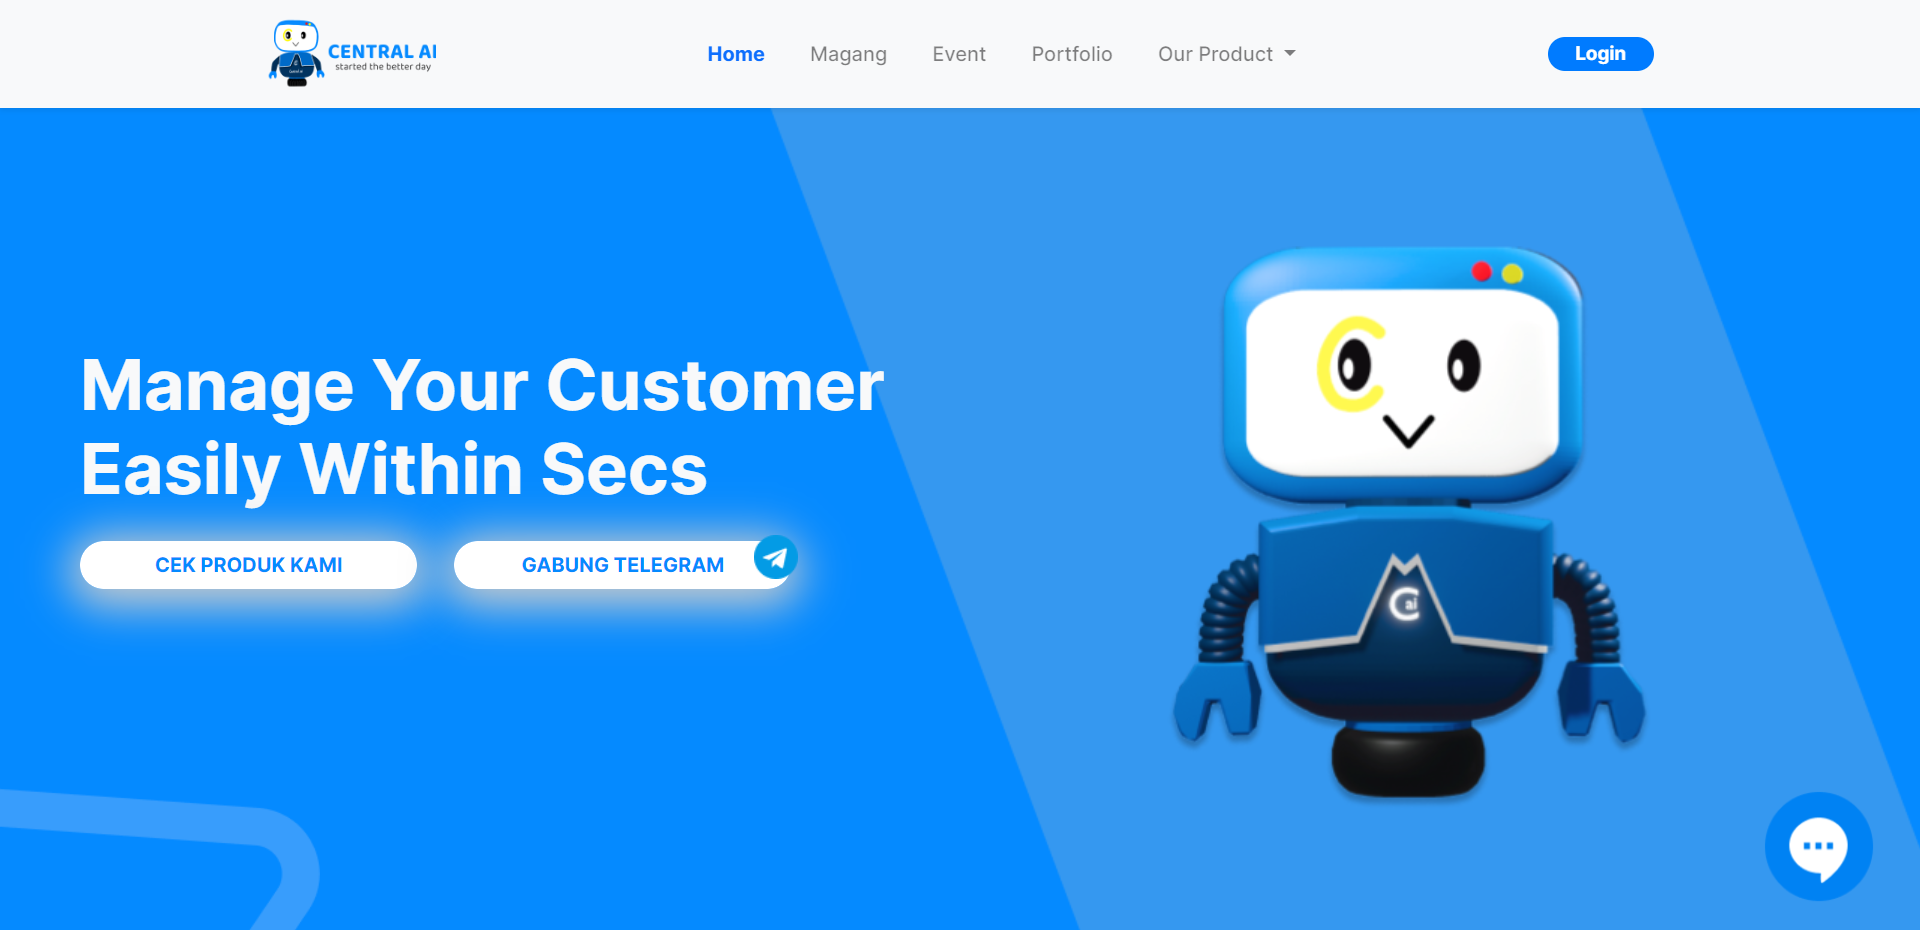 CENTRAL AI
started the better day
Home
Magang
Event
Portfolio
Our Product
Login
Manage Your Customer
Easily Within Secs
CEK PRODUK KAMI
GABUNG TELEGRAM
C ai